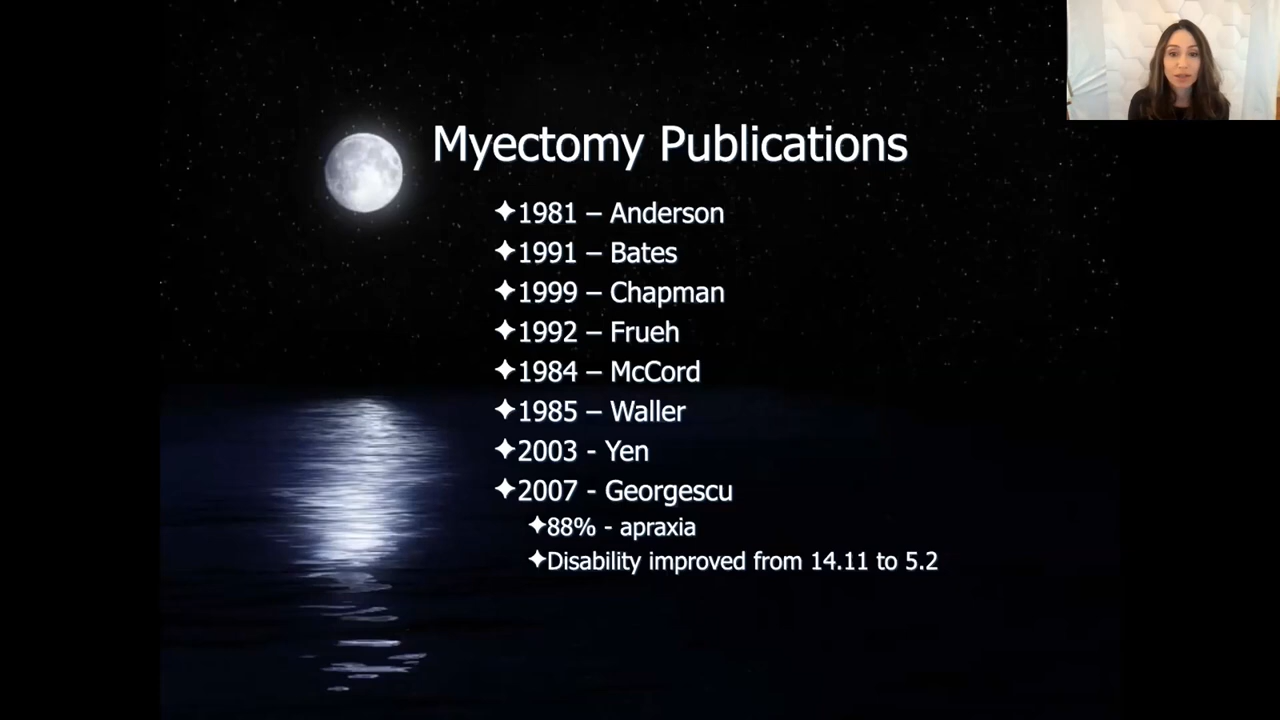 Myectomy Publications
✦1981 – Anderson
✦1991 – Bates
✦1999 – Chapman
✦1992 – Frueh
✦1984 – McCord
✦1985 – Waller
✦2003 - Yen
✦2007 - Georgescu
✦88% - apraxia
✦Disability improved from 14.11 to 5.2